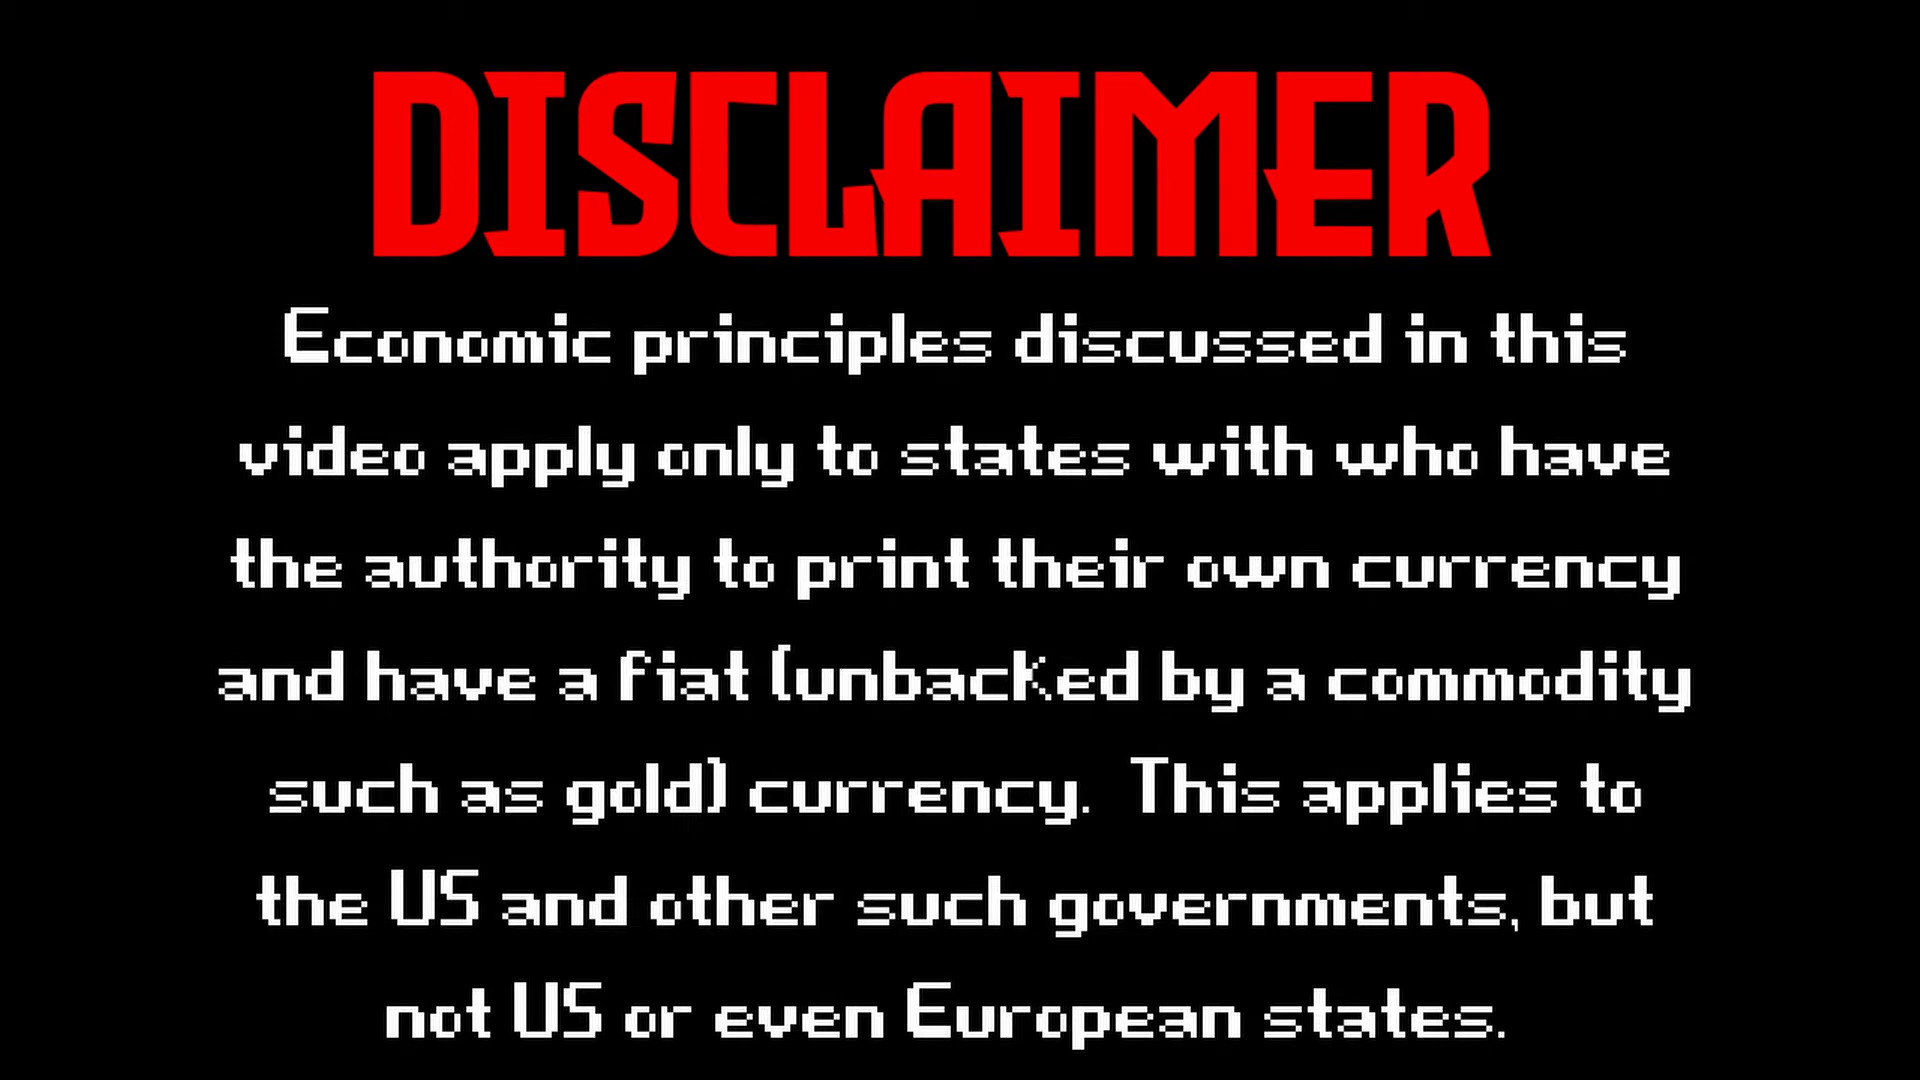 DISCLAIMER
Economic principles discussed in this
video apply only to states with who have
the authority to print their own currency
and have a fiat (unbacked by a commodity
such as gold) currency.  This applies to
the US and other such governments, but
not US or even European states.